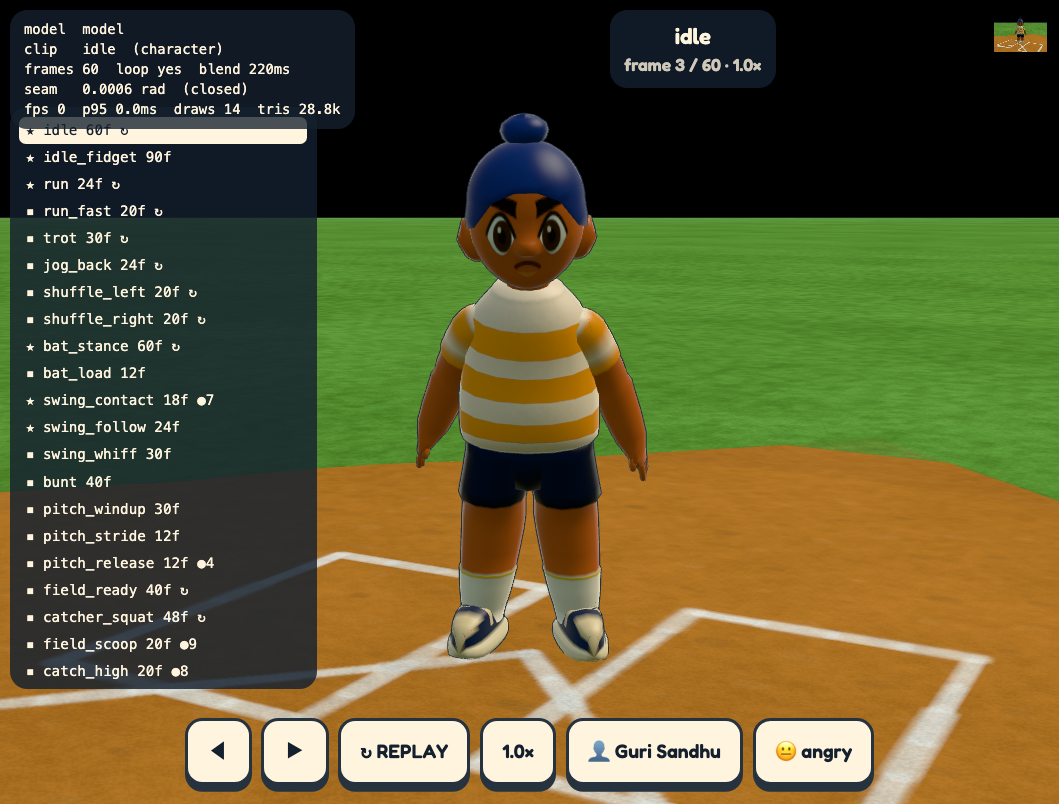 model  model
clip   idle  (character)
frames 60  loop yes  blend 220ms
seam   0.0006 rad  (closed)
fps 0  p95 0.0ms  draws 14  tris 28.8k
★ idle 60f ↻
★ idle_fidget 90f
★ run 24f ↻
▪ run_fast 20f ↻
▪ trot 30f ↻
▪ jog_back 24f ↻
▪ shuffle_left 20f ↻
▪ shuffle_right 20f ↻
★ bat_stance 60f ↻
▪ bat_load 12f
★ swing_contact 18f ●7
★ swing_follow 24f
▪ swing_whiff 30f
▪ bunt 40f
▪ pitch_windup 30f
▪ pitch_stride 12f
▪ pitch_release 12f ●4
▪ field_ready 40f ↻
▪ catcher_squat 48f ↻
▪ field_scoop 20f ●9
▪ catch_high 20f ●8
idle
frame 3 / 60 · 1.0×
◀ ▶ ↻ REPLAY 1.0× 👤 Guri Sandhu 😐 angry